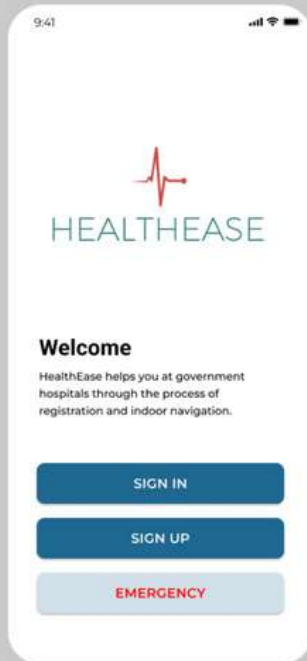 9:41
HEALTHEASE
Welcome
HealthEase helps you at government
hospitals through the process of
registration and indoor navigation.
SIGN IN
SIGN UP
EMERGENCY